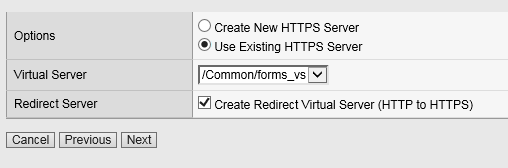 Options
Create New HTTPS Server
Use Existing HTTPS Server
Virtual Server
/Common/forms_vs
Redirect Server
Create Redirect Virtual Server (HTTP to HTTPS)
Cancel Previous Next